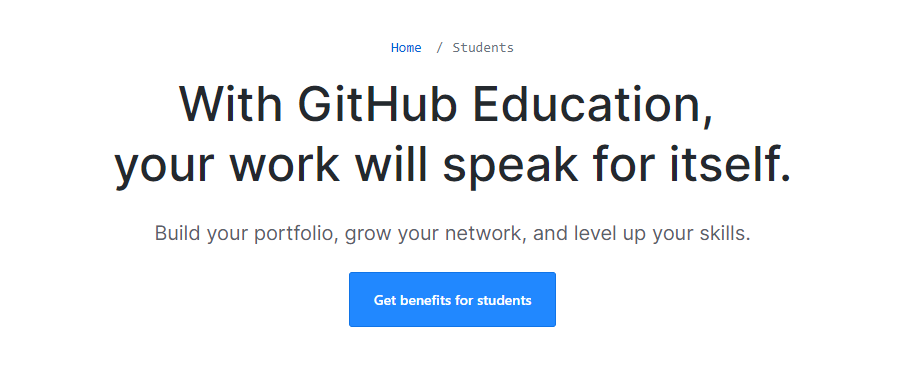 Home / Students
With GitHub Education,
your work will speak for itself.
Build your portfolio, grow your network, and level up your skills.
Get benefits for students